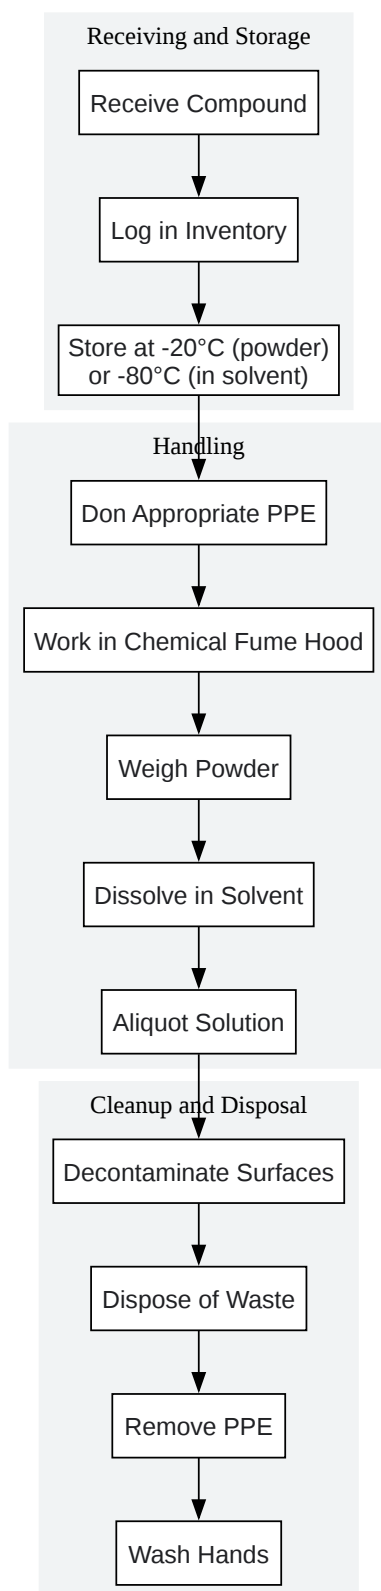 Receiving and Storage
Receive Compound
Log in Inventory
Store at -20°C (powder)
or -80°C (in solvent)
Handling
Don Appropriate PPE
Work in Chemical Fume Hood
Weigh Powder
Dissolve in Solvent
Aliquot Solution
Cleanup and Disposal
Decontaminate Surfaces
Dispose of Waste
Remove PPE
Wash Hands